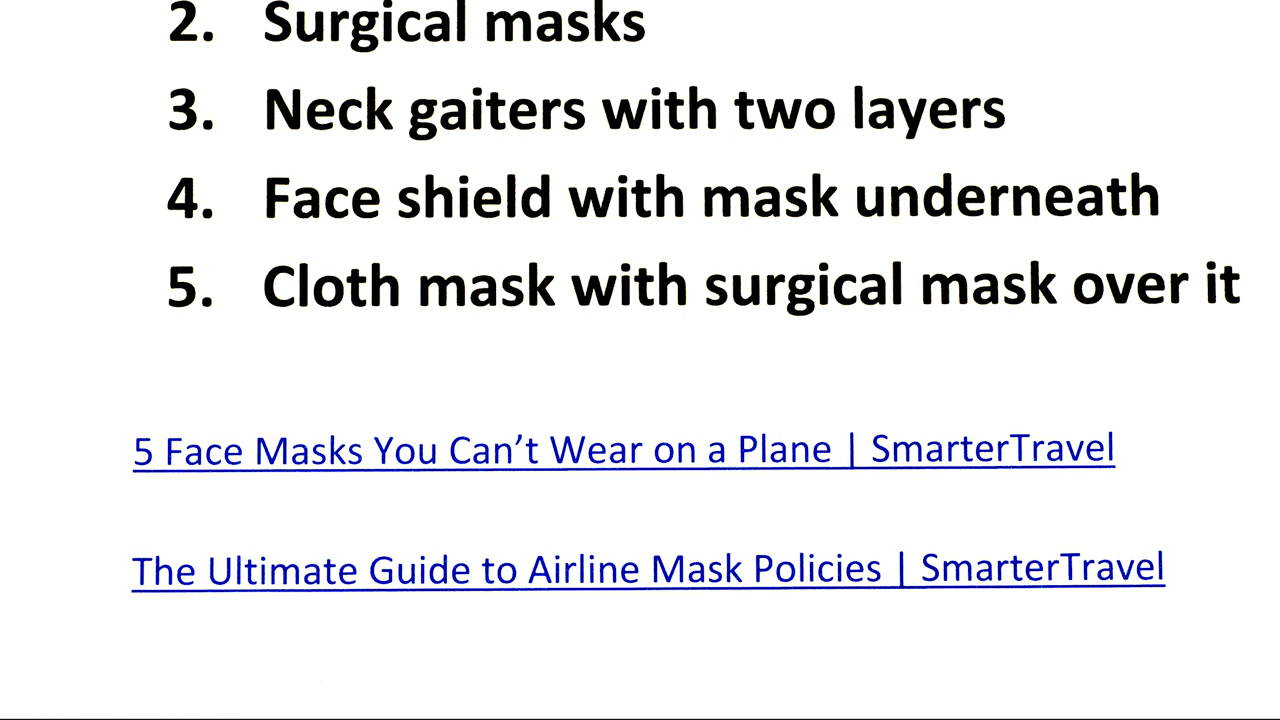 2. Surgical masks
3. Neck gaiters with two layers
4. Face shield with mask underneath
5. Cloth mask with surgical mask over it
5 Face Masks You Can’t Wear on a Plane | SmarterTravel
The Ultimate Guide to Airline Mask Policies | SmarterTravel